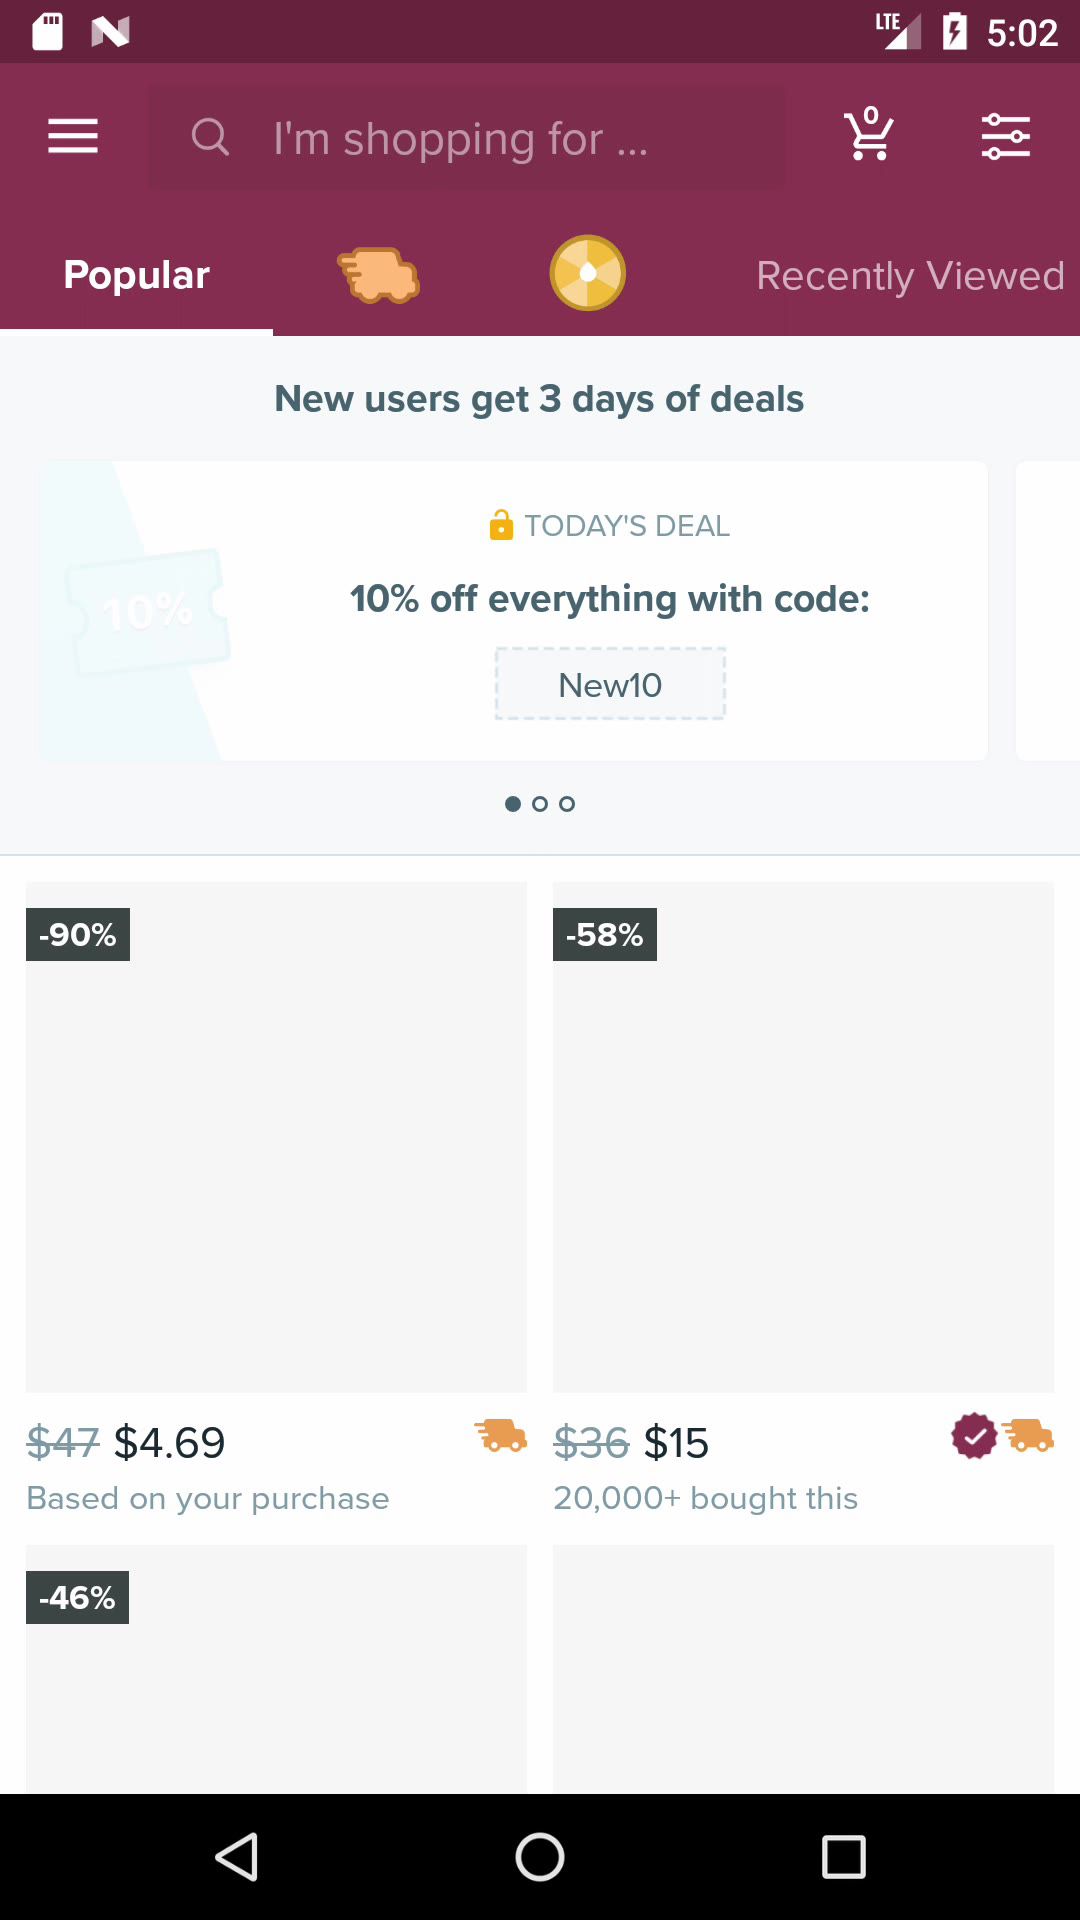 LTE 5:02
I'm shopping for ...
0
Popular
Recently Viewed
New users get 3 days of deals
TODAY'S DEAL
10%
10% off everything with code:
New10
-90%
-58%
$47 $4.69
$36 $15
Based on your purchase
20,000+ bought this
-46%